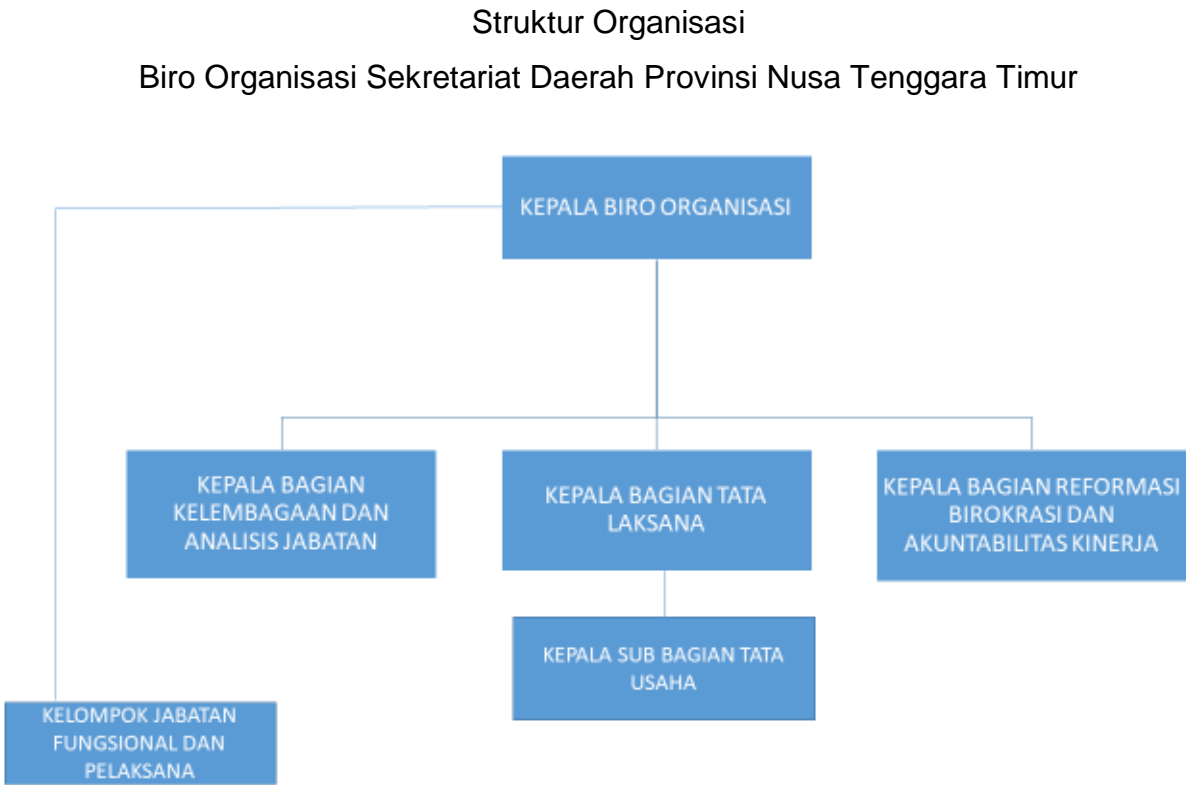 Struktur Organisasi
Biro Organisasi Sekretariat Daerah Provinsi Nusa Tenggara Timur
KEPALA BIRO ORGANISASI
KEPALA BAGIAN
KELEMBAGAAN DAN
ANALISIS JABATAN
KEPALA BAGIAN TATA
LAKSANA
KEPALA BAGIAN REFORMASI
BIROKRASI DAN
AKUNTABILITAS KINERJA
KEPALA SUB BAGIAN TATA
USAHA
KELOMPOK JABATAN
FUNGSIONAL DAN
PELAKSANA